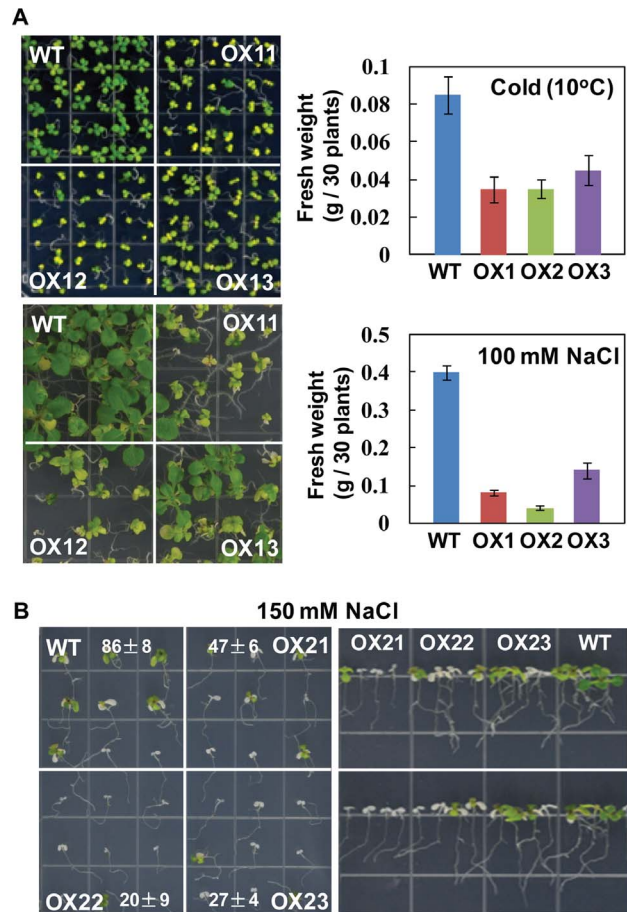 A
WT
OX11
OX12
OX13
0.1
0.08
0.06
0.04
0.02
0
Fresh weight
(g / 30 plants)
Cold (10°C)
WT OX1 OX2 OX3
WT
OX11
OX12
OX13
0.5
0.4
0.3
0.2
0.1
0
Fresh weight
(g / 30 plants)
100 mM NaCl
WT OX1 OX2 OX3
B
150 mM NaCl
WT 86±8
47±6 OX21
OX22 20±9
27±4 OX23
OX21 OX22 OX23 WT